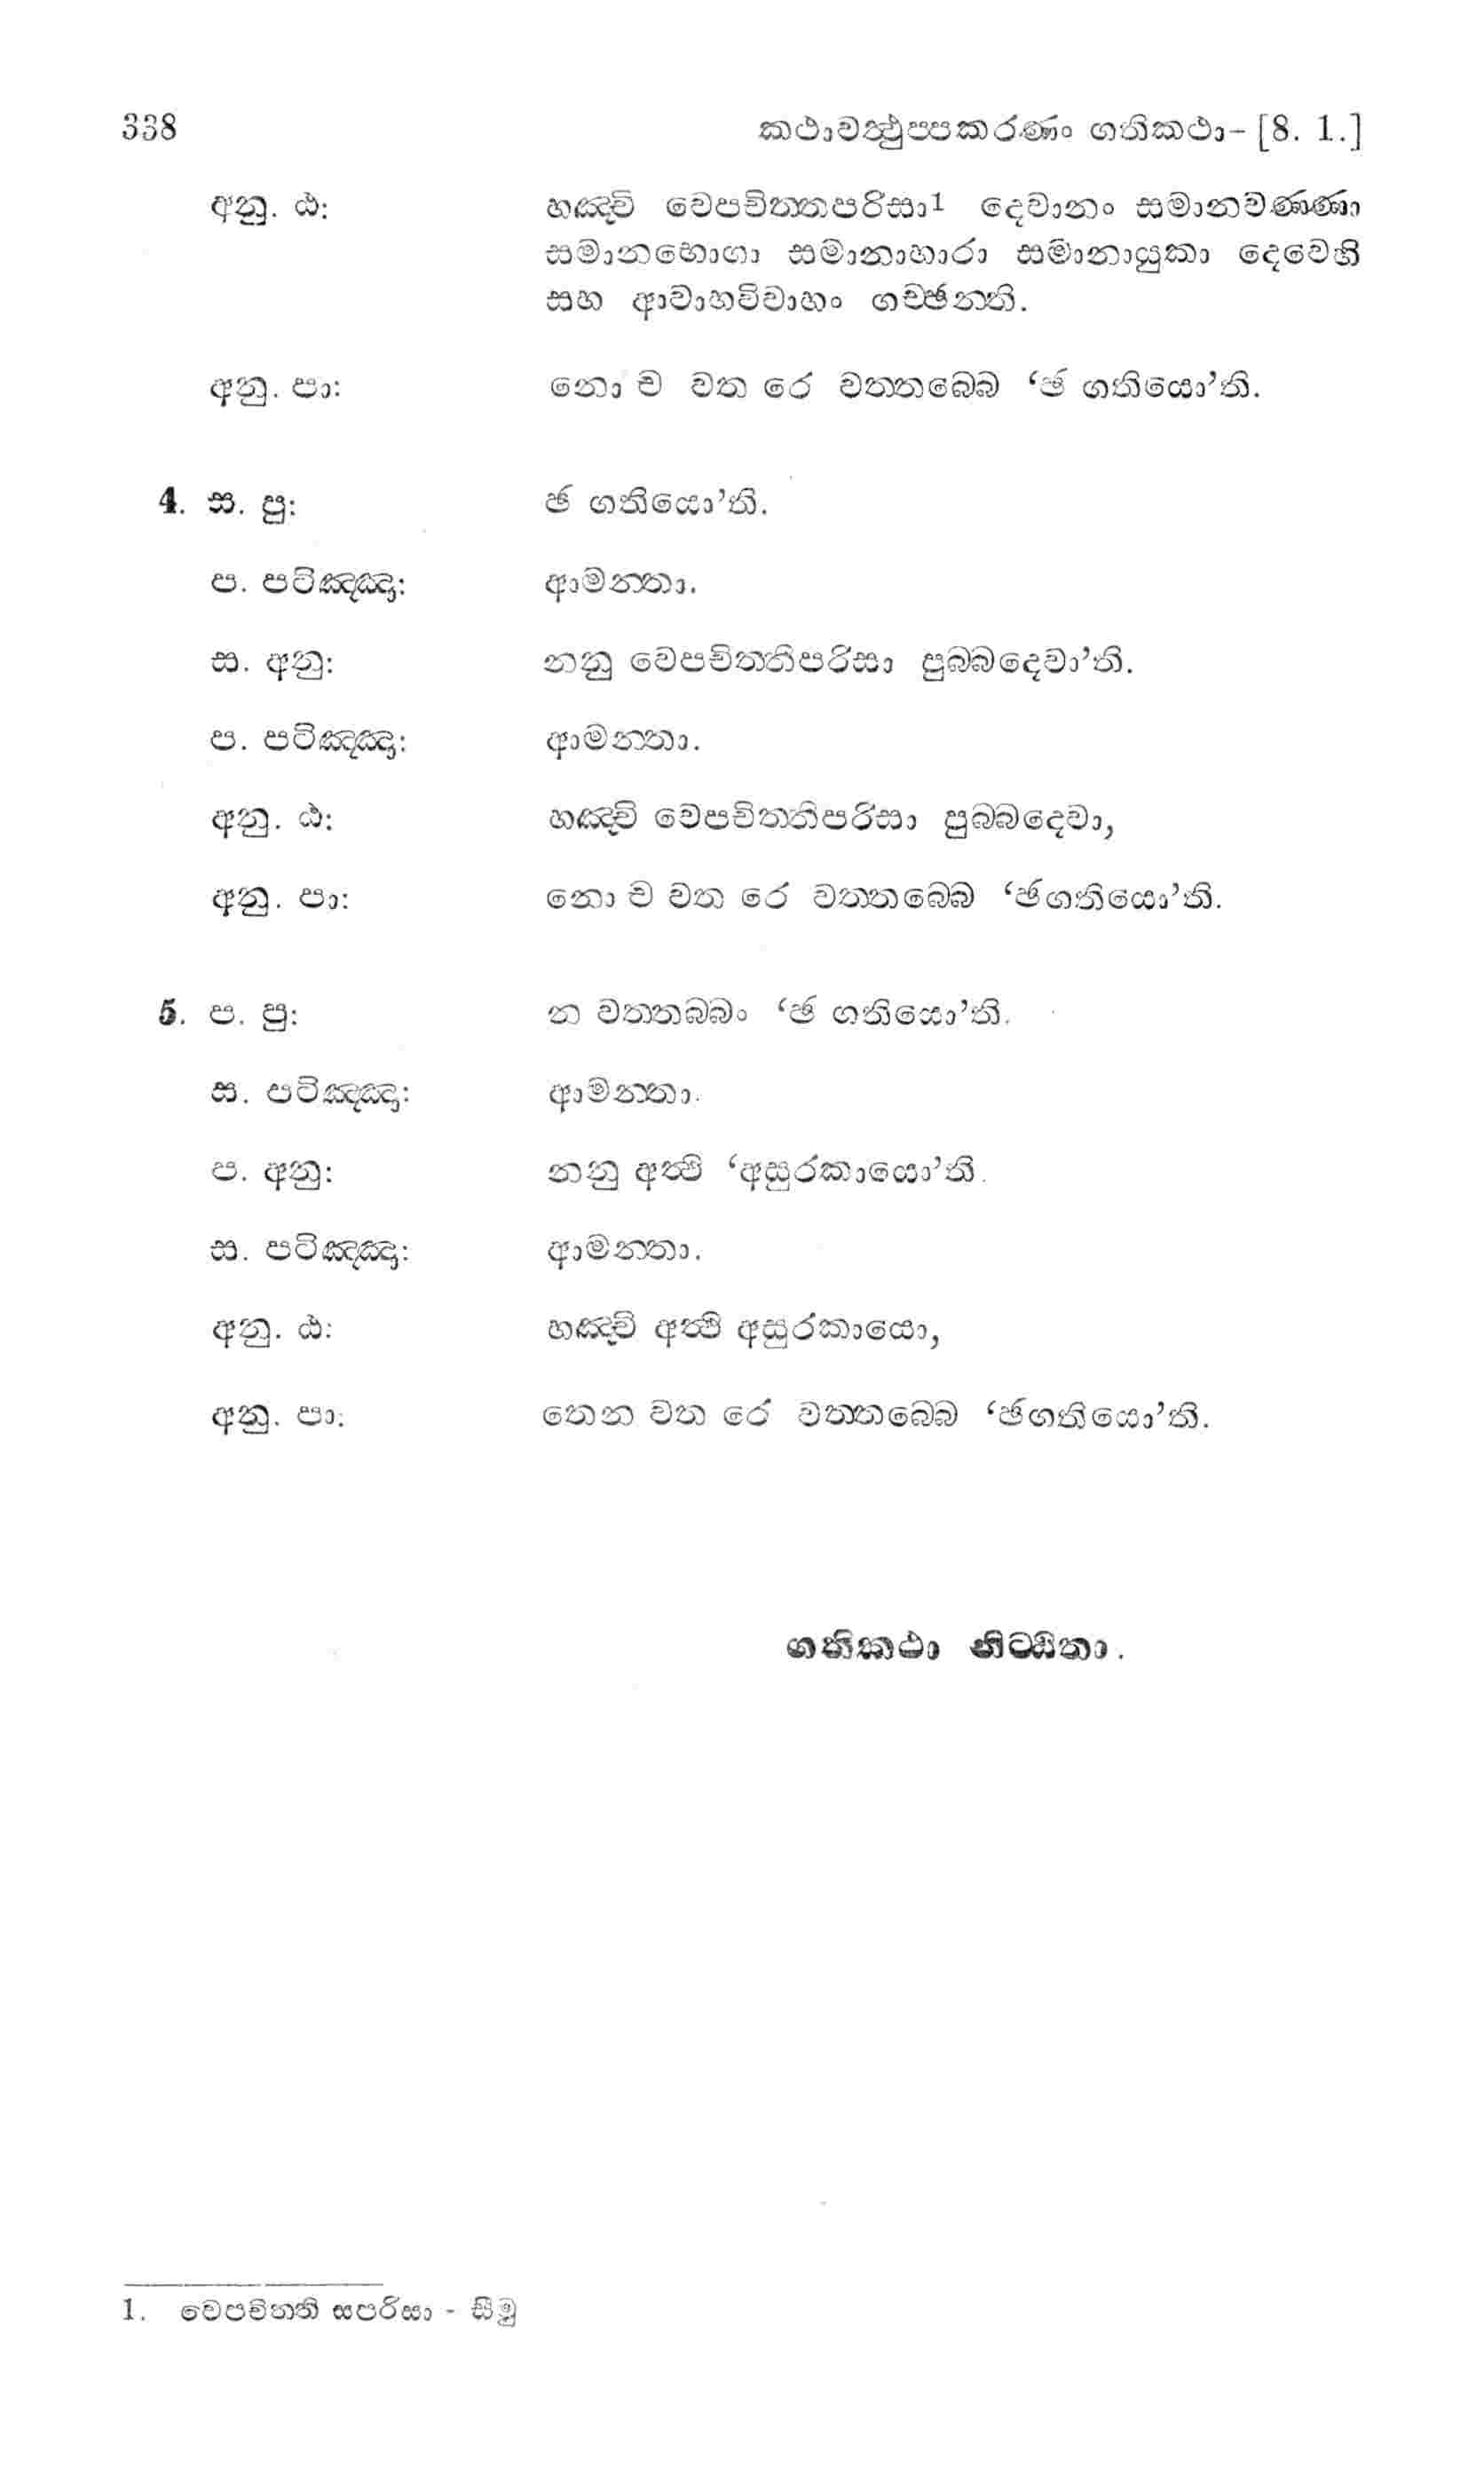 338 කථාවත්‍ථුප්පකරණං ගතිකථා- [8. 1.]
අනු. ඨ: හඤ්චි වෙපචිත්තපරිසා1 දෙවානං සමානවණ්ණා
සමානභොගා සමානාහාරා සමානායුකා දෙවෙහි
සහ ආවාහවිවාහං ගච්ඡන්ති.
අනු. පා: නො ච වත රෙ වත්තබ්බෙ ‘ඡ ගතියො’ති.
4. ස. පු: ඡ ගතියො’ති.
ප. පටිඤ්ඤා: ආමන්තා.
ස. අනු: නනු වෙපචිත්තිපරිසා පුබ්බදෙවා’ති.
ප. පටිඤ්ඤා: ආමන්තා.
අනු. ඨ: හඤ්චි වෙපචිත්තිපරිසා පුබ්බදෙවා,
අනු. පා: නො ච වත රෙ වත්තබ්බෙ ‘ඡගතියො’ති.
5. ප. පු: න වත්තබ්බං ‘ඡ ගතියො’ති.
ස. පටිඤ්ඤා: ආමන්තා.
ප. අනු: නනු අත්‍ථි ‘අසුරකායො’ති.
ස. පටිඤ්ඤා: ආමන්තා.
අනු. ඨ: හඤ්චි අත්‍ථි අසුරකායො,
අනු. පා: තෙන වත රෙ වත්තබ්බෙ ‘ඡගතියො’ති.
ගතිකථා නිට්ඨිතා.
1. වෙපචිත්ති සපරිසා - සීමු